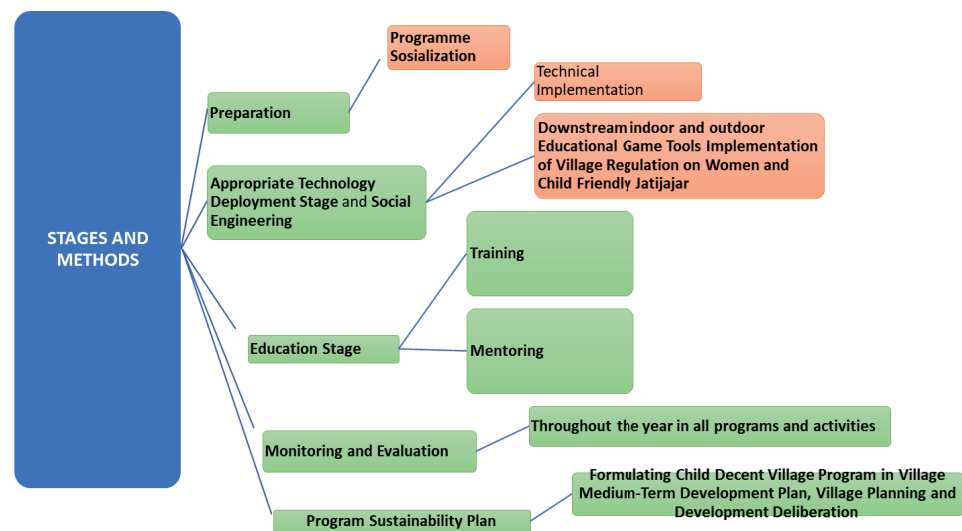 STAGES AND
METHODS
Preparation
Programme
Sosialization
Appropriate Technology
Deployment Stage and Social
Engineering
Technical
Implementation
Downstream indoor and outdoor
Educational Game Tools Implementation
of Village Regulation on Women and
Child Friendly Jatijajar
Education Stage
Training
Mentoring
Monitoring and Evaluation
Throughout the year in all programs and activities
Program Sustainability Plan
Formulating Child Decent Village Program in Village
Medium-Term Development Plan, Village Planning and
Development Deliberation